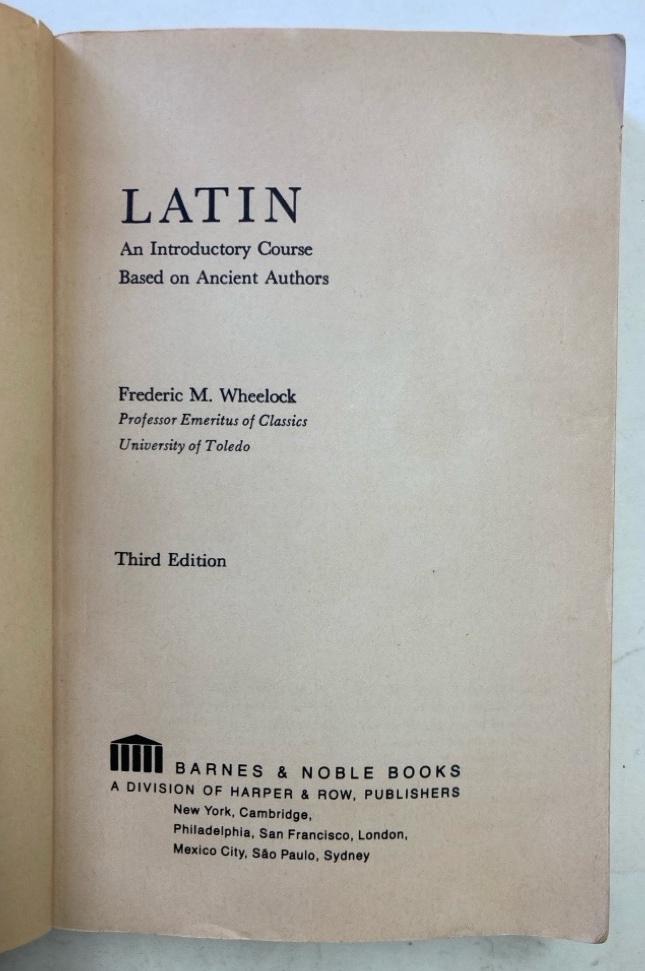 LATIN
An Introductory Course
Based on Ancient Authors
Frederic M. Wheelock
Professor Emeritus of Classics
University of Toledo
Third Edition
BARNES & NOBLE BOOKS
A DIVISION OF HARPER & ROW, PUBLISHERS
New York, Cambridge,
Philadelphia, San Francisco, London,
Mexico City, São Paulo, Sydney